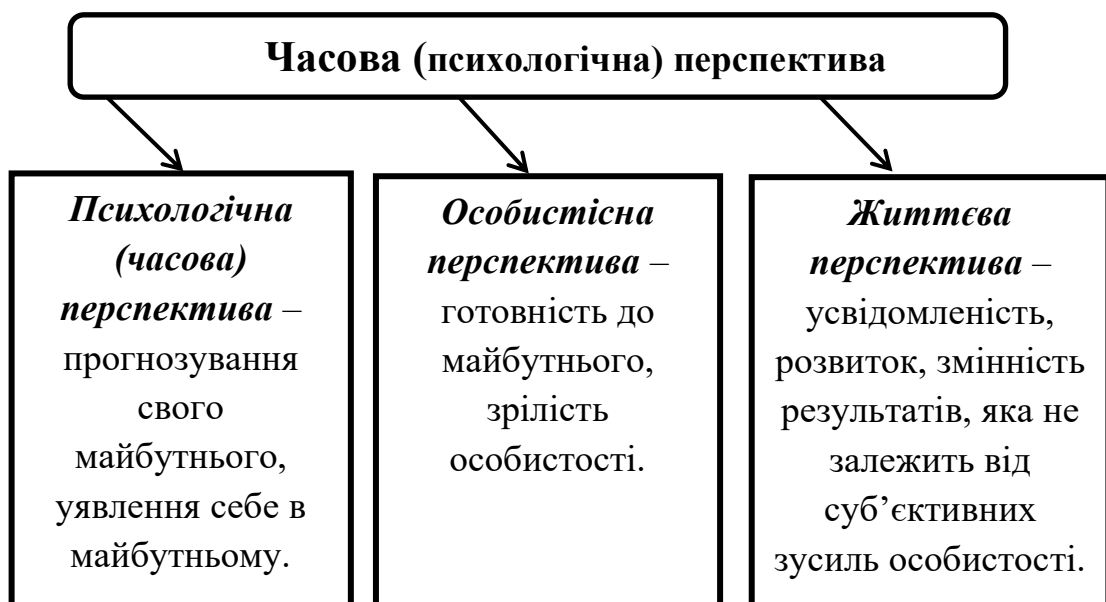 Часова (психологічна) перспектива
Психологічна
(часова)
перспектива –
прогнозування
свого
майбутнього,
уявлення себе в
майбутньому.
Особистісна
перспектива –
готовність до
майбутнього,
зрілість
особистості.
Життєва
перспектива –
усвідомленість,
розвиток, змінність
результатів, яка не
залежить від
суб’єктивних
зусиль особистості.